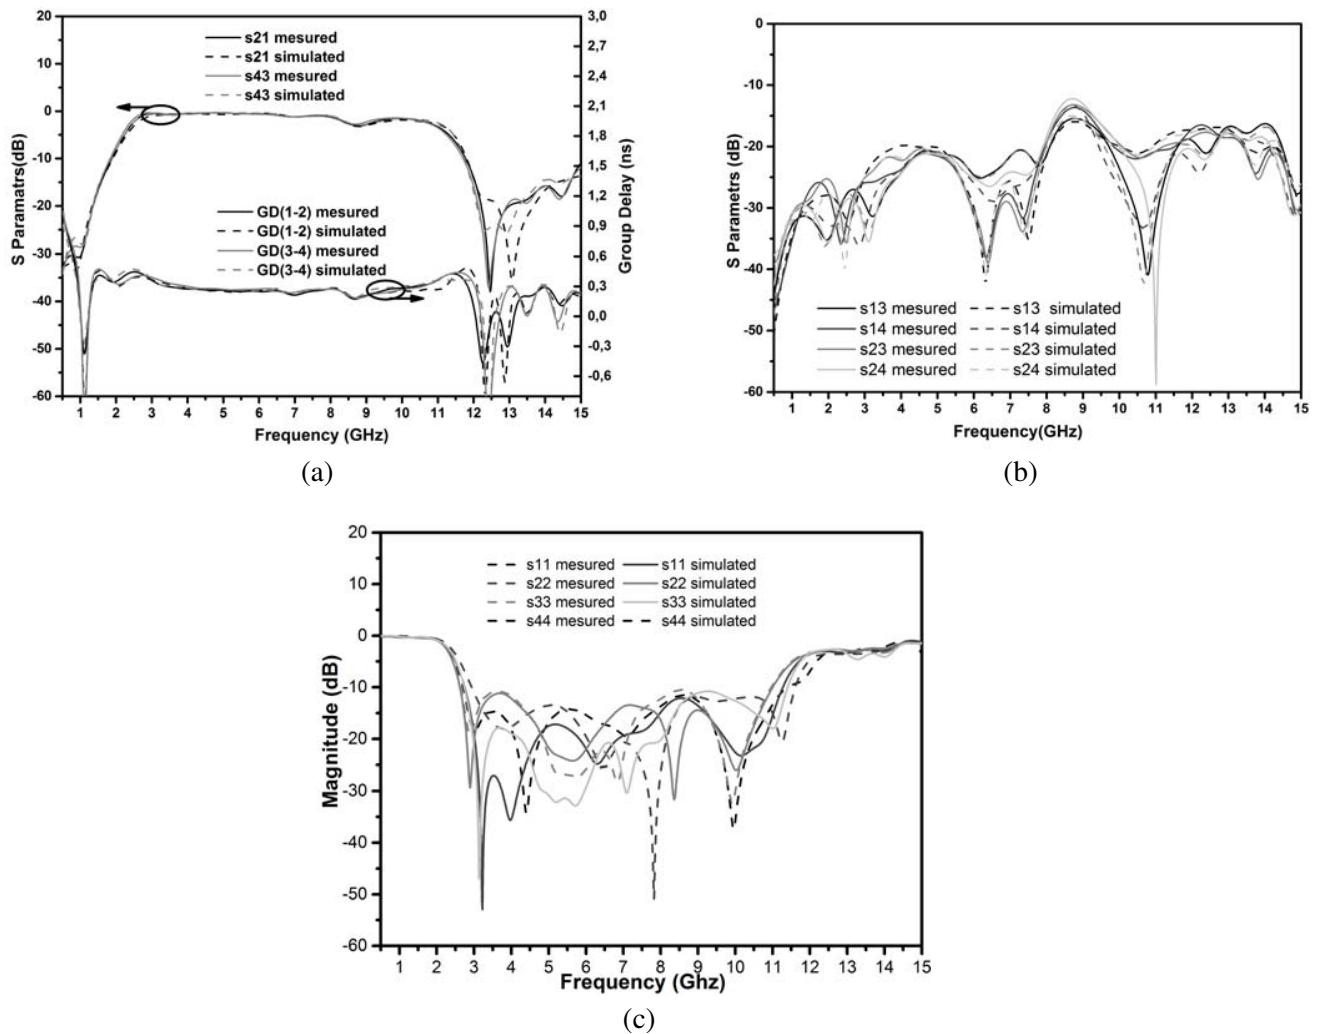 20
10
0
-10
-20
-30
-40
-50
-60
S Paramatrs(dB)
s21 mesured
s21 simulated
s43 mesured
s43 simulated
GD(1-2) mesured
GD(1-2) simulated
GD(3-4) mesured
GD(3-4) simulated
3,0
2,7
2,4
2,1
1,8
1,5
1,2
0,9
0,6
0,3
0,0
-0,3
-0,6
Group Delay (ns)
1 2 3 4 5 6 7 8 9 10 11 12 13 14 15
Frequency (GHz)
(a)
0
-10
-20
-30
-40
-50
-60
S Parametrs (dB)
s13 mesured s13 simulated
s14 mesured s14 simulated
s23 mesured s23 simulated
s24 mesured s24 simulated
1 2 3 4 5 6 7 8 9 10 11 12 13 14 15
Frequency(GHz)
(b)
20
10
0
-10
-20
-30
-40
-50
-60
Magnitude (dB)
s11 mesured s11 simulated
s22 mesured s22 simulated
s33 mesured s33 simulated
s44 mesured s44 simulated
1 2 3 4 5 6 7 8 9 10 11 12 13 14 15
Frequency (Ghz)
(c)